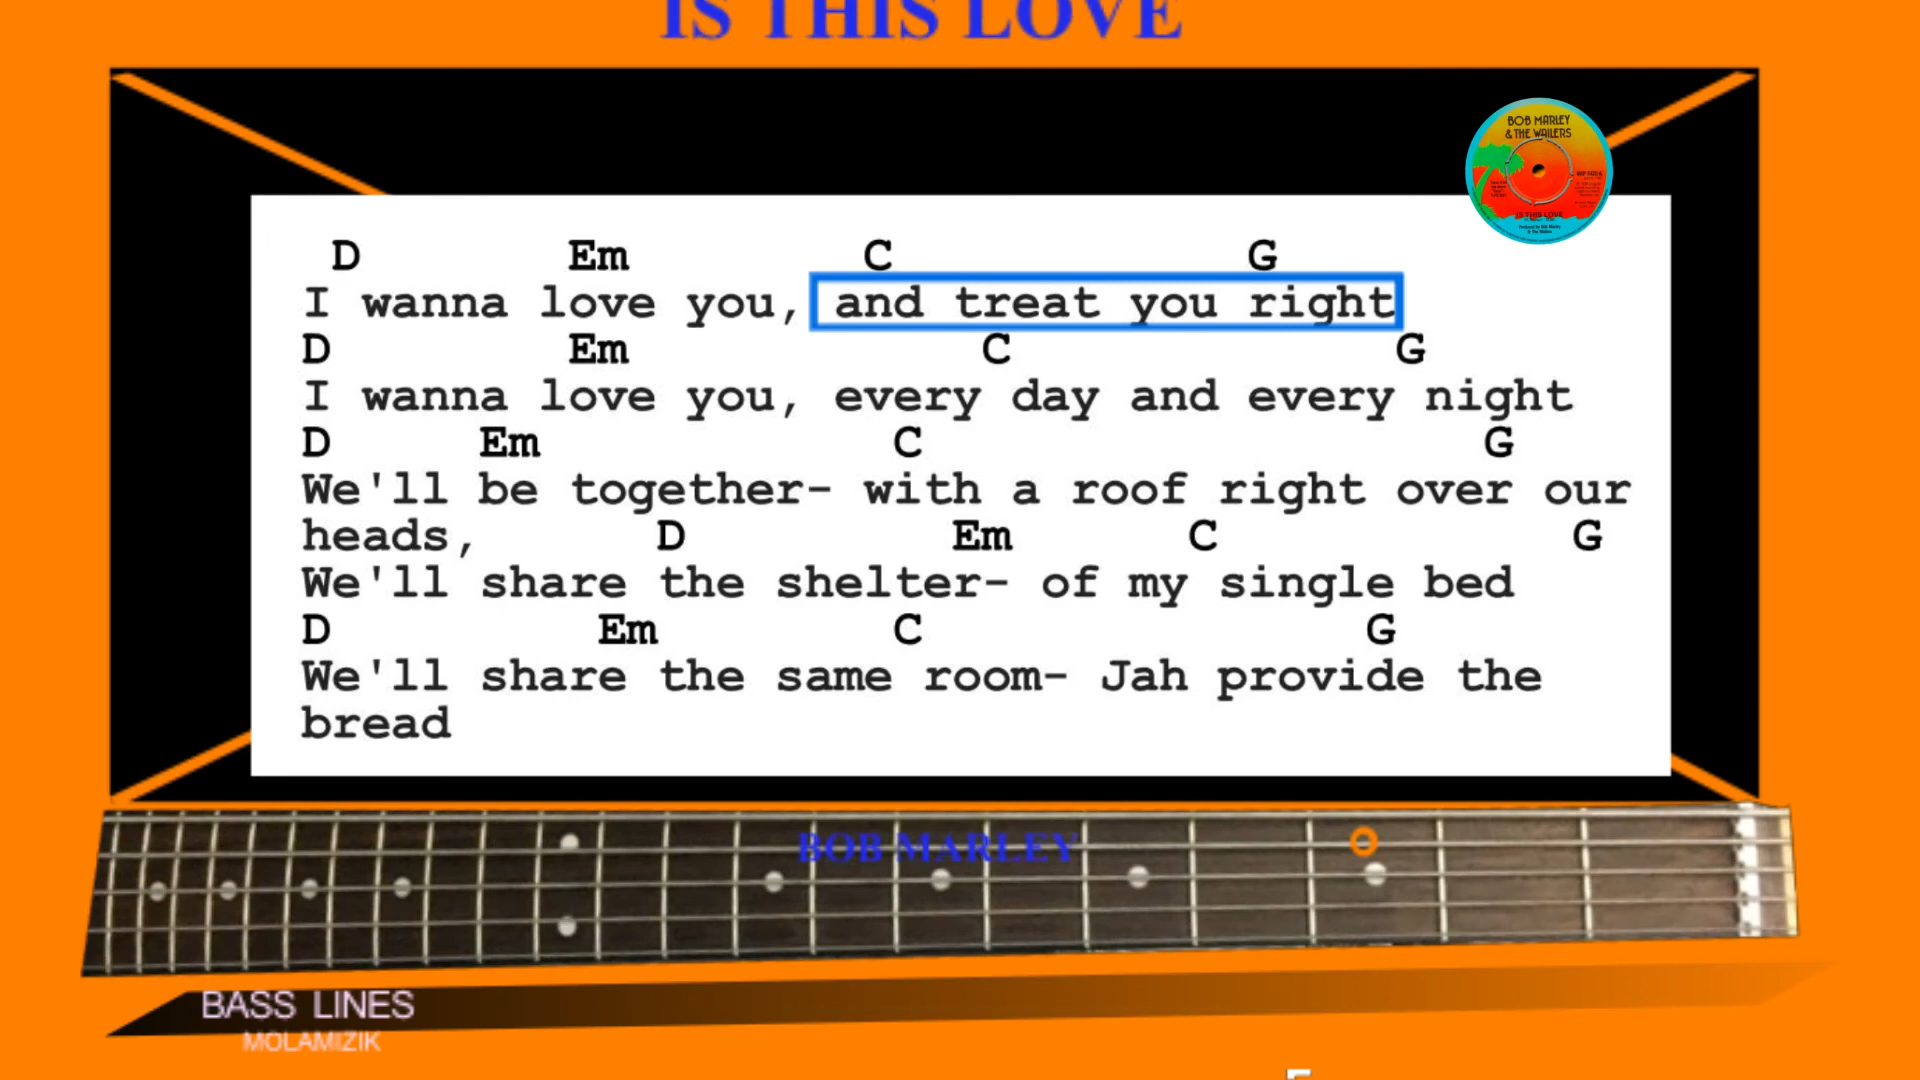 IS THIS LOVE
BOB MARLEY
& THE WAILERS
IS THIS LOVE
D Em C G
I wanna love you, and treat you right
D Em C G
I wanna love you, every day and every night
D Em C G
We'll be together- with a roof right over our
heads, D Em C G
We'll share the shelter- of my single bed
D Em C G
We'll share the same room- Jah provide the
bread
BOB MARLEY
BASS LINES
MOLAMIZIK